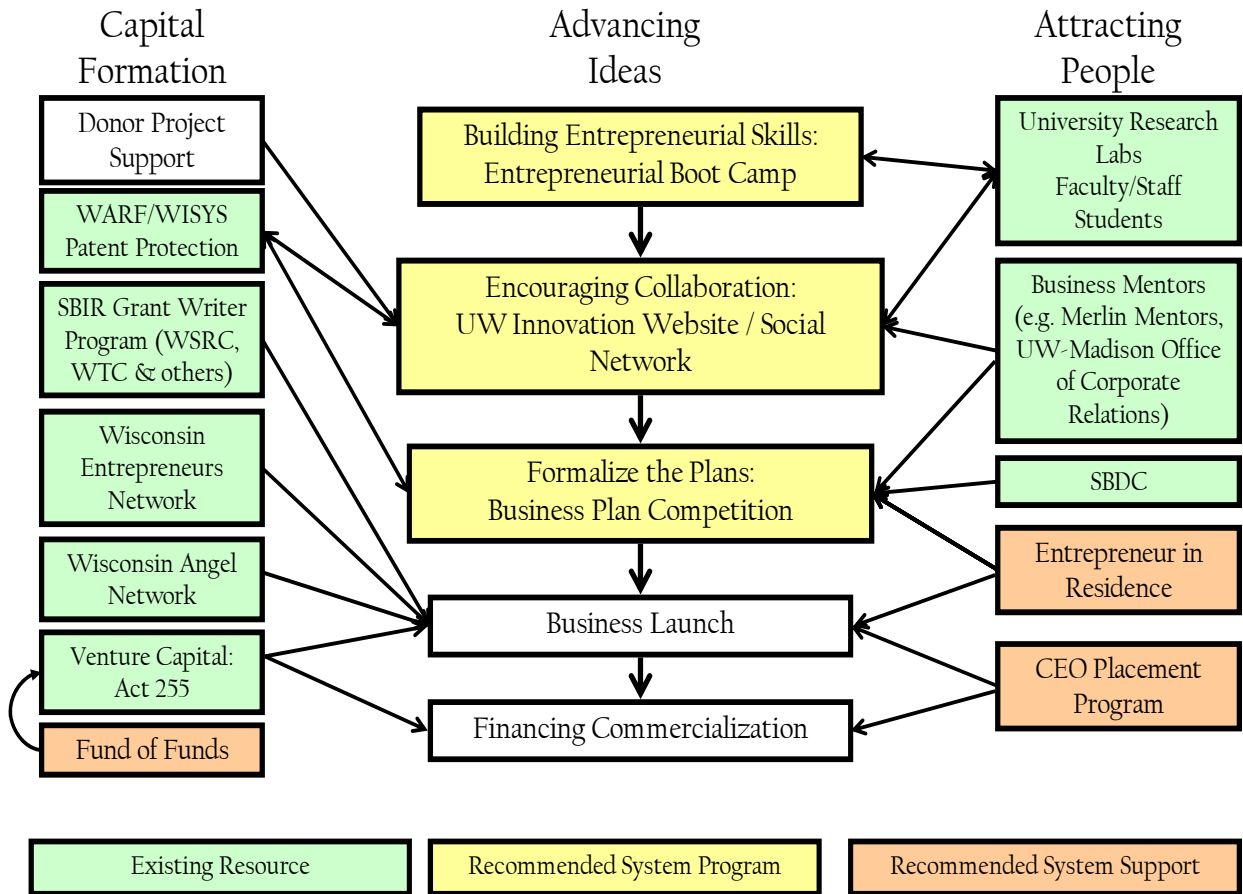 Capital
Formation
Advancing
Ideas
Attracting
People
Donor Project
Support
WARF/WISYS
Patent Protection
SBIR Grant Writer
Program (WSRC,
WTC & others)
Wisconsin
Entrepreneurs
Network
Wisconsin Angel
Network
Venture Capital:
Act 255
Fund of Funds
Building Entrepreneurial Skills:
Entrepreneurial Boot Camp
Encouraging Collaboration:
UW Innovation Website / Social
Network
Formalize the Plans:
Business Plan Competition
Business Launch
Financing Commercialization
University Research
Labs
Faculty/Staff
Students
Business Mentors
(e.g. Merlin Mentors,
UW-Madison Office
of Corporate
Relations)
SBDC
Entrepreneur in
Residence
CEO Placement
Program
Existing Resource
Recommended System Program
Recommended System Support